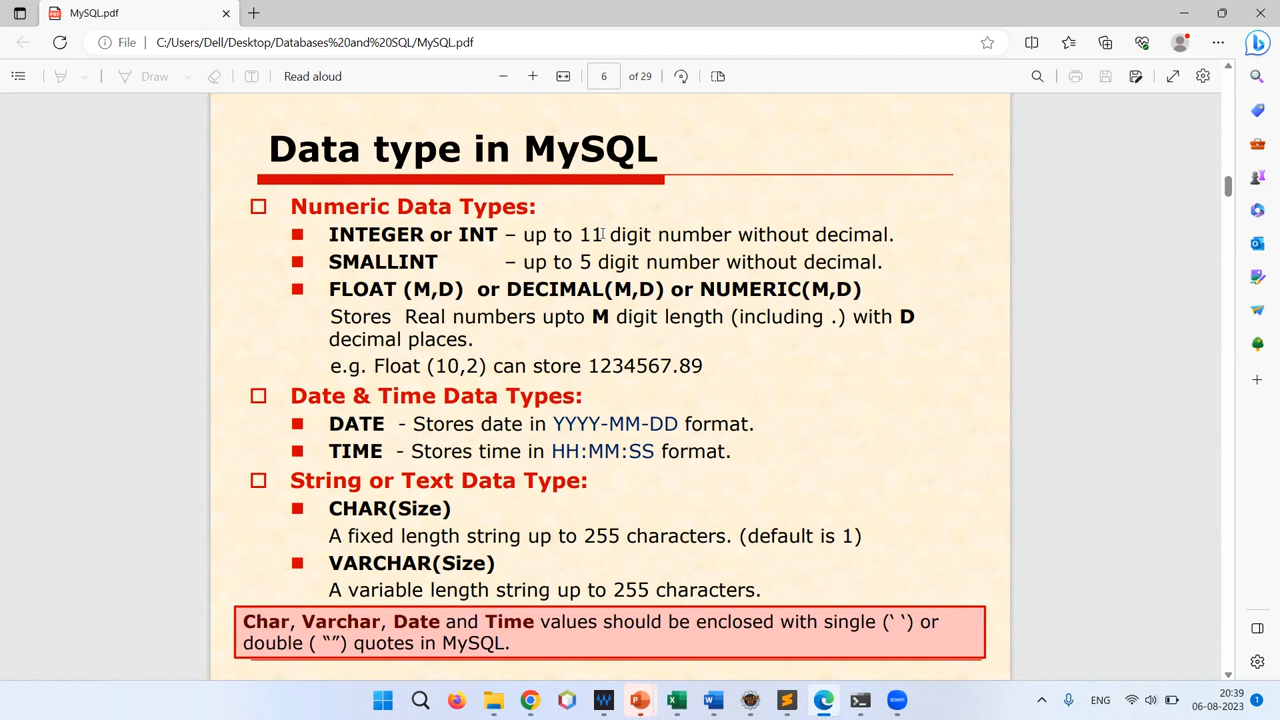 MySQL.pdf
File
C:/Users/Dell/Desktop/Databases%20and%20SQL/MySQL.pdf
Draw
Read aloud
6 of 29
Data type in MySQL
Numeric Data Types:
INTEGER or INT – up to 11 digit number without decimal.
SMALLINT – up to 5 digit number without decimal.
FLOAT (M,D) or DECIMAL(M,D) or NUMERIC(M,D)
Stores Real numbers upto M digit length (including .) with D
decimal places.
e.g. Float (10,2) can store 1234567.89
Date & Time Data Types:
DATE - Stores date in YYYY-MM-DD format.
TIME - Stores time in HH:MM:SS format.
String or Text Data Type:
CHAR(Size)
A fixed length string up to 255 characters. (default is 1)
VARCHAR(Size)
A variable length string up to 255 characters.
Char, Varchar, Date and Time values should be enclosed with single (‘ ‘) or
double ( “”) quotes in MySQL.
ENG
20:39
06-08-2023
1